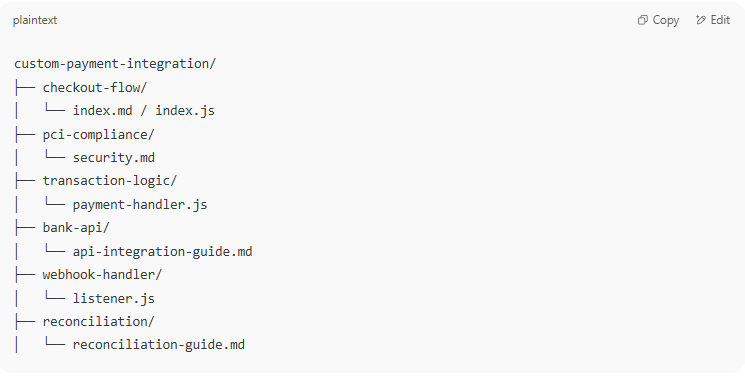 plaintext
Copy
Edit
custom-payment-integration/
├── checkout-flow/
│   └── index.md / index.js
├── pci-compliance/
│   └── security.md
├── transaction-logic/
│   └── payment-handler.js
├── bank-api/
│   └── api-integration-guide.md
├── webhook-handler/
│   └── listener.js
├── reconciliation/
│   └── reconciliation-guide.md